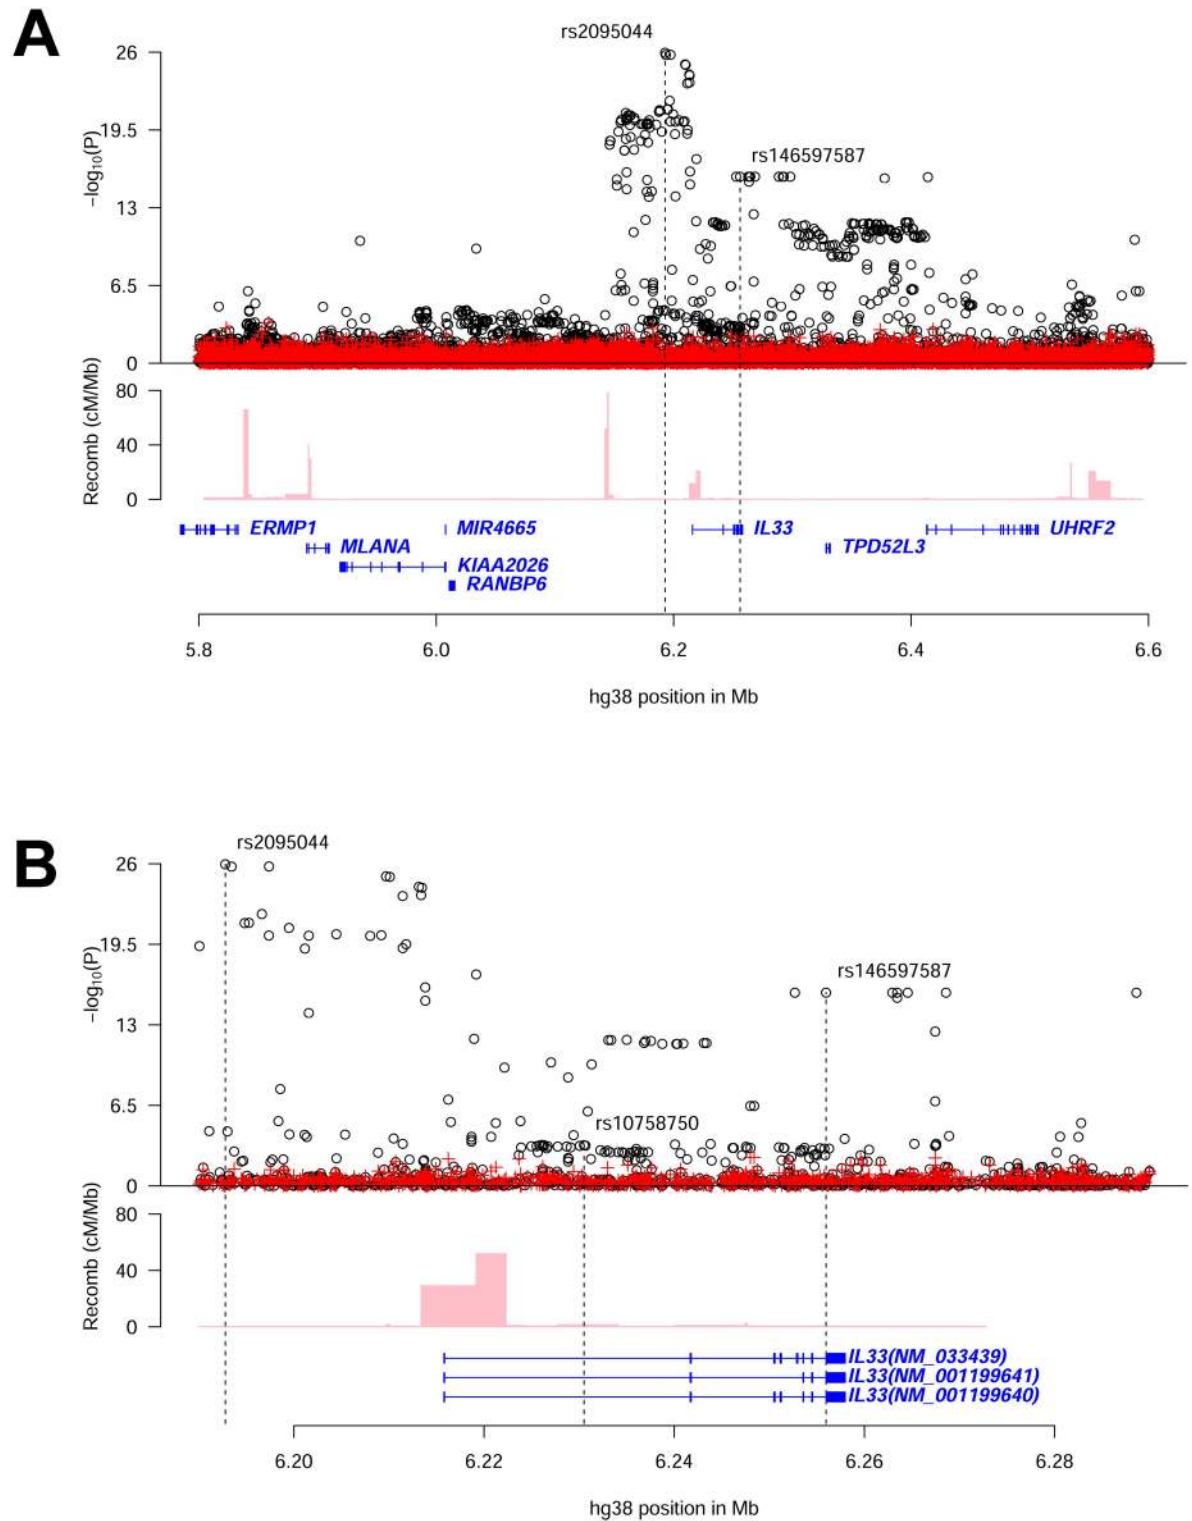 A
rs2095044
26
rs146597587
19.5
13
6.5
0
−log10(P)
80
40
0
Recomb (cM/Mb)
ERMP1
MIR4665
IL33
UHRF2
MLANA
TPD52L3
KIAA2026
RANBP6
5.8 6.0 6.2 6.4 6.6
hg38 position in Mb
B
rs2095044
26
19.5
rs146597587
13
6.5
rs10758750
0
−log10(P)
80
40
0
Recomb (cM/Mb)
IL33(NM_033439)
IL33(NM_001199641)
IL33(NM_001199640)
6.20 6.22 6.24 6.26 6.28
hg38 position in Mb